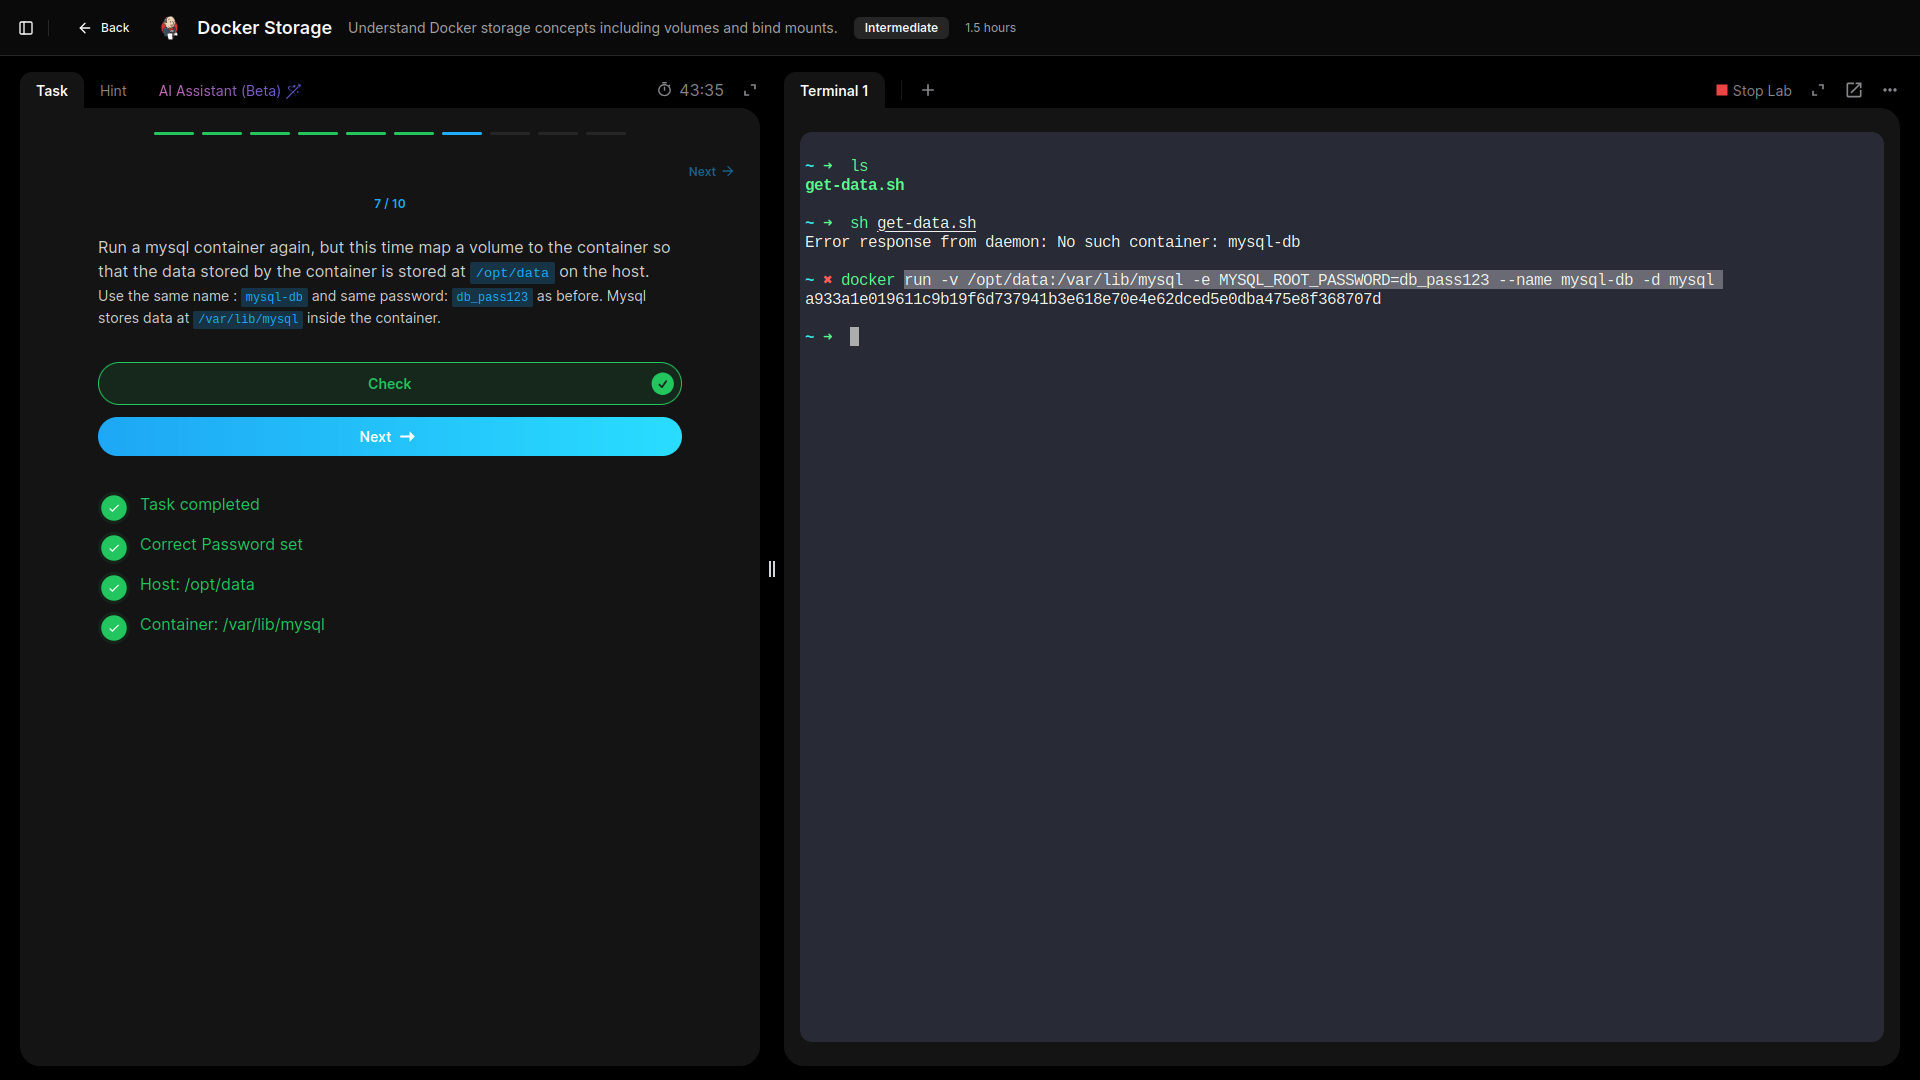 Back
Docker Storage
Understand Docker storage concepts including volumes and bind mounts.
Intermediate
1.5 hours
Task
Hint
AI Assistant (Beta)
43:35
Next
7 / 10
Run a mysql container again, but this time map a volume to the container so
that the data stored by the container is stored at /opt/data on the host.
Use the same name : mysql-db and same password: db_pass123 as before. Mysql
stores data at /var/lib/mysql inside the container.
Check
Next
Task completed
Correct Password set
Host: /opt/data
Container: /var/lib/mysql
Terminal 1
Stop Lab
~ ➜ ls
get-data.sh
~ ➜ sh get-data.sh
Error response from daemon: No such container: mysql-db
~ ✖ docker run -v /opt/data:/var/lib/mysql -e MYSQL_ROOT_PASSWORD=db_pass123 --name mysql-db -d mysql
a933a1e019611c9b19f6d737941b3e618e70e4e62dced5e0dba475e8f368707d
~ ➜